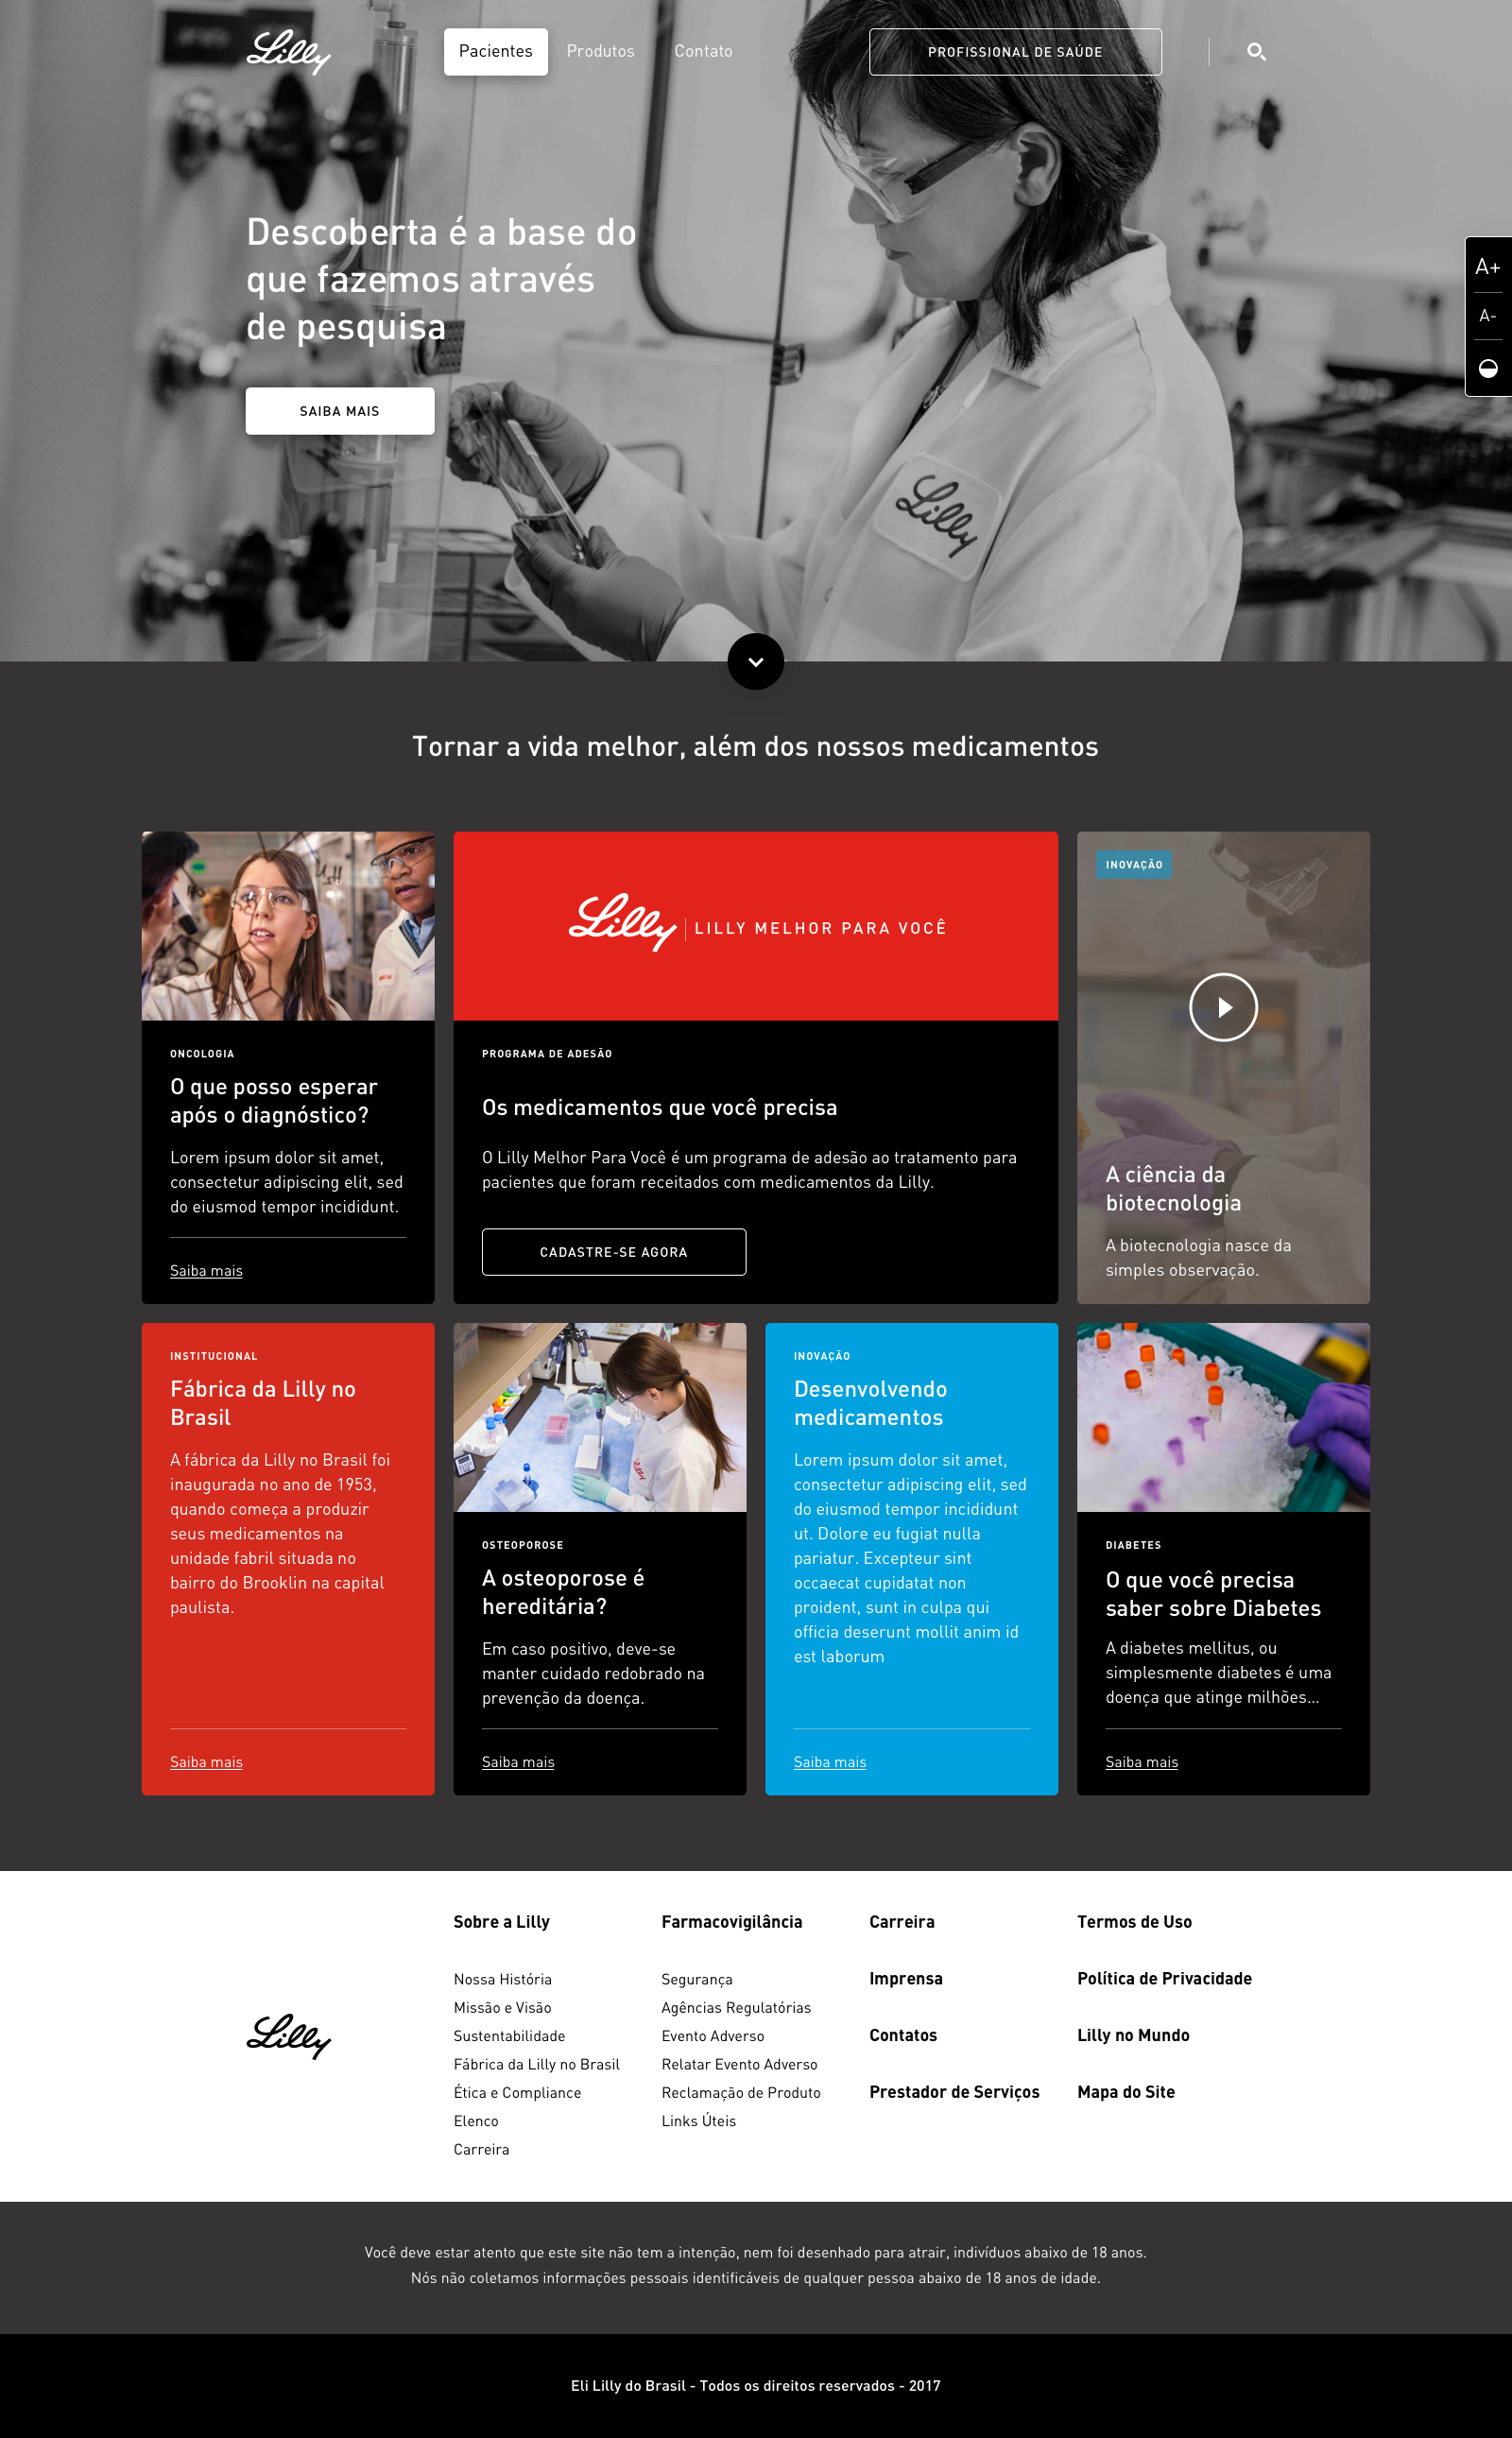 Lilly
Pacientes
Produtos
Contato
PROFISSIONAL DE SAÚDE
A+
A-
Descoberta é a base do
que fazemos através
de pesquisa
SAIBA MAIS
Lilly
Tornar a vida melhor, além dos nossos medicamentos
ONCOLOGIA
O que posso esperar
após o diagnóstico?
Lorem ipsum dolor sit amet,
consectetur adipiscing elit, sed
do eiusmod tempor incididunt.
Saiba mais
Lilly | LILLY MELHOR PARA VOCÊ
PROGRAMA DE ADESÃO
Os medicamentos que você precisa
O Lilly Melhor Para Você é um programa de adesão ao tratamento para
pacientes que foram receitados com medicamentos da Lilly.
CADASTRE-SE AGORA
INOVAÇÃO
A ciência da
biotecnologia
A biotecnologia nasce da
simples observação.
INSTITUCIONAL
Fábrica da Lilly no
Brasil
A fábrica da Lilly no Brasil foi
inaugurada no ano de 1953,
quando começa a produzir
seus medicamentos na
unidade fabril situada no
bairro do Brooklin na capital
paulista.
Saiba mais
Lilly
OSTEOPOROSE
A osteoporose é
hereditária?
Em caso positivo, deve-se
manter cuidado redobrado na
prevenção da doença.
Saiba mais
INOVAÇÃO
Desenvolvendo
medicamentos
Lorem ipsum dolor sit amet,
consectetur adipiscing elit, sed
do eiusmod tempor incididunt
ut. Dolore eu fugiat nulla
pariatur. Excepteur sint
occaecat cupidatat non
proident, sunt in culpa qui
officia deserunt mollit anim id
est laborum
Saiba mais
DIABETES
O que você precisa
saber sobre Diabetes
A diabetes mellitus, ou
simplesmente diabetes é uma
doença que atinge milhões...
Saiba mais
Lilly
Sobre a Lilly
Nossa História
Missão e Visão
Sustentabilidade
Fábrica da Lilly no Brasil
Ética e Compliance
Elenco
Carreira
Farmacovigilância
Segurança
Agências Regulatórias
Evento Adverso
Relatar Evento Adverso
Reclamação de Produto
Links Úteis
Carreira
Imprensa
Contatos
Prestador de Serviços
Termos de Uso
Política de Privacidade
Lilly no Mundo
Mapa do Site
Você deve estar atento que este site não tem a intenção, nem foi desenhado para atrair, indivíduos abaixo de 18 anos.
Nós não coletamos informações pessoais identificáveis de qualquer pessoa abaixo de 18 anos de idade.
Eli Lilly do Brasil - Todos os direitos reservados - 2017